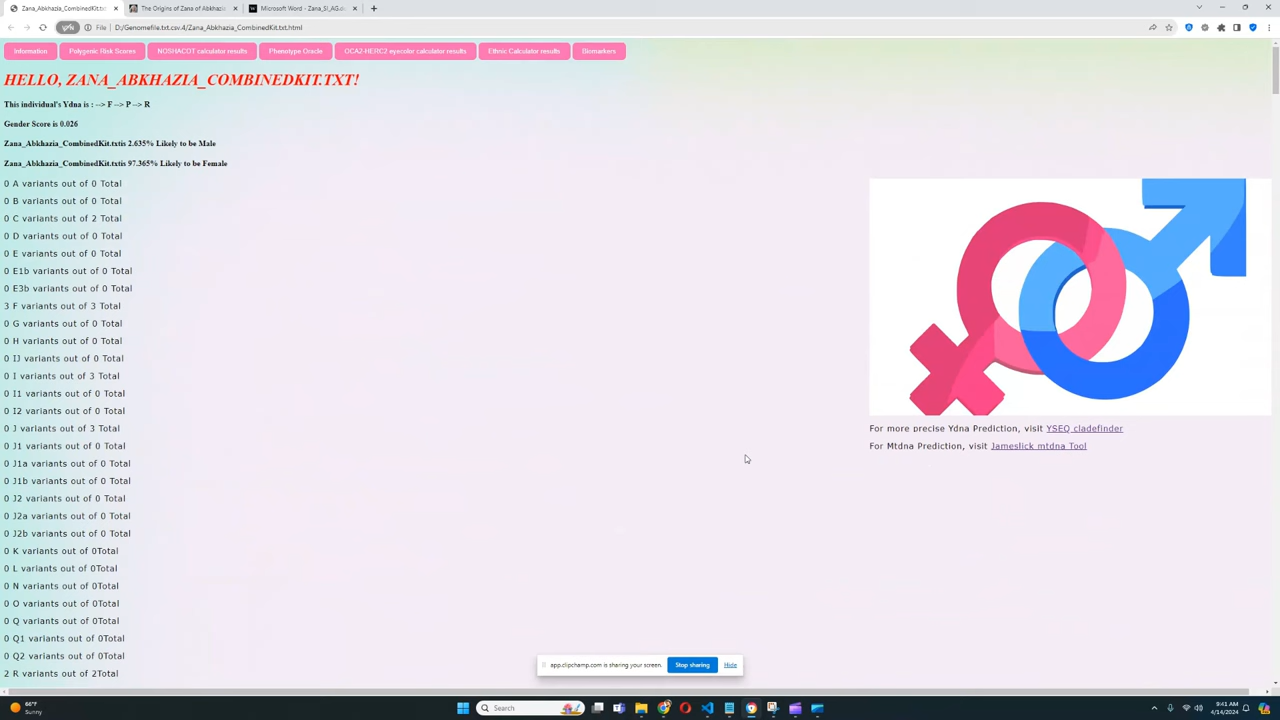 Zana_Abkhazia_CombinedKit.txt
The Origins of Zana of Abkhazi
Microsoft Word - Zana_SI_AG.d
VPN File D:/Genomefile.txt.csv.4/Zana_Abkhazia_CombinedKit.txt.html
Information Polygenic Risk Scores NOSHACOT calculator results Phenotype Oracle OCA2-HERC2 eyecolor calculator results Ethnic Calculator results Biomarkers
HELLO, ZANA_ABKHAZIA_COMBINEDKIT.TXT!
This individual's Ydna is : --> F --> P --> R
Gender Score is 0.026
Zana_Abkhazia_CombinedKit.txtis 2.635% Likely to be Male
Zana_Abkhazia_CombinedKit.txtis 97.365% Likely to be Female
0 A variants out of 0 Total
0 B variants out of 0 Total
0 C variants out of 2 Total
0 D variants out of 0 Total
0 E variants out of 0 Total
0 E1b variants out of 0 Total
0 E3b variants out of 0 Total
3 F variants out of 3 Total
0 G variants out of 0 Total
0 H variants out of 0 Total
0 IJ variants out of 0 Total
0 I variants out of 3 Total
0 I1 variants out of 0 Total
0 I2 variants out of 0 Total
0 J variants out of 3 Total
0 J1 variants out of 0 Total
0 J1a variants out of 0 Total
0 J1b variants out of 0 Total
0 J2 variants out of 0 Total
0 J2a variants out of 0 Total
0 J2b variants out of 0 Total
0 K variants out of 0Total
0 L variants out of 0Total
0 N variants out of 0Total
0 O variants out of 0Total
0 Q variants out of 0Total
0 Q1 variants out of 0Total
0 Q2 variants out of 0Total
2 R variants out of 2Total
For more precise Ydna Prediction, visit YSEQ cladefinder
For Mtdna Prediction, visit Jameslick mtdna Tool
app.clipchamp.com is sharing your screen. Stop sharing Hide
66°F
Sunny
Search
9:41 AM
4/14/2024